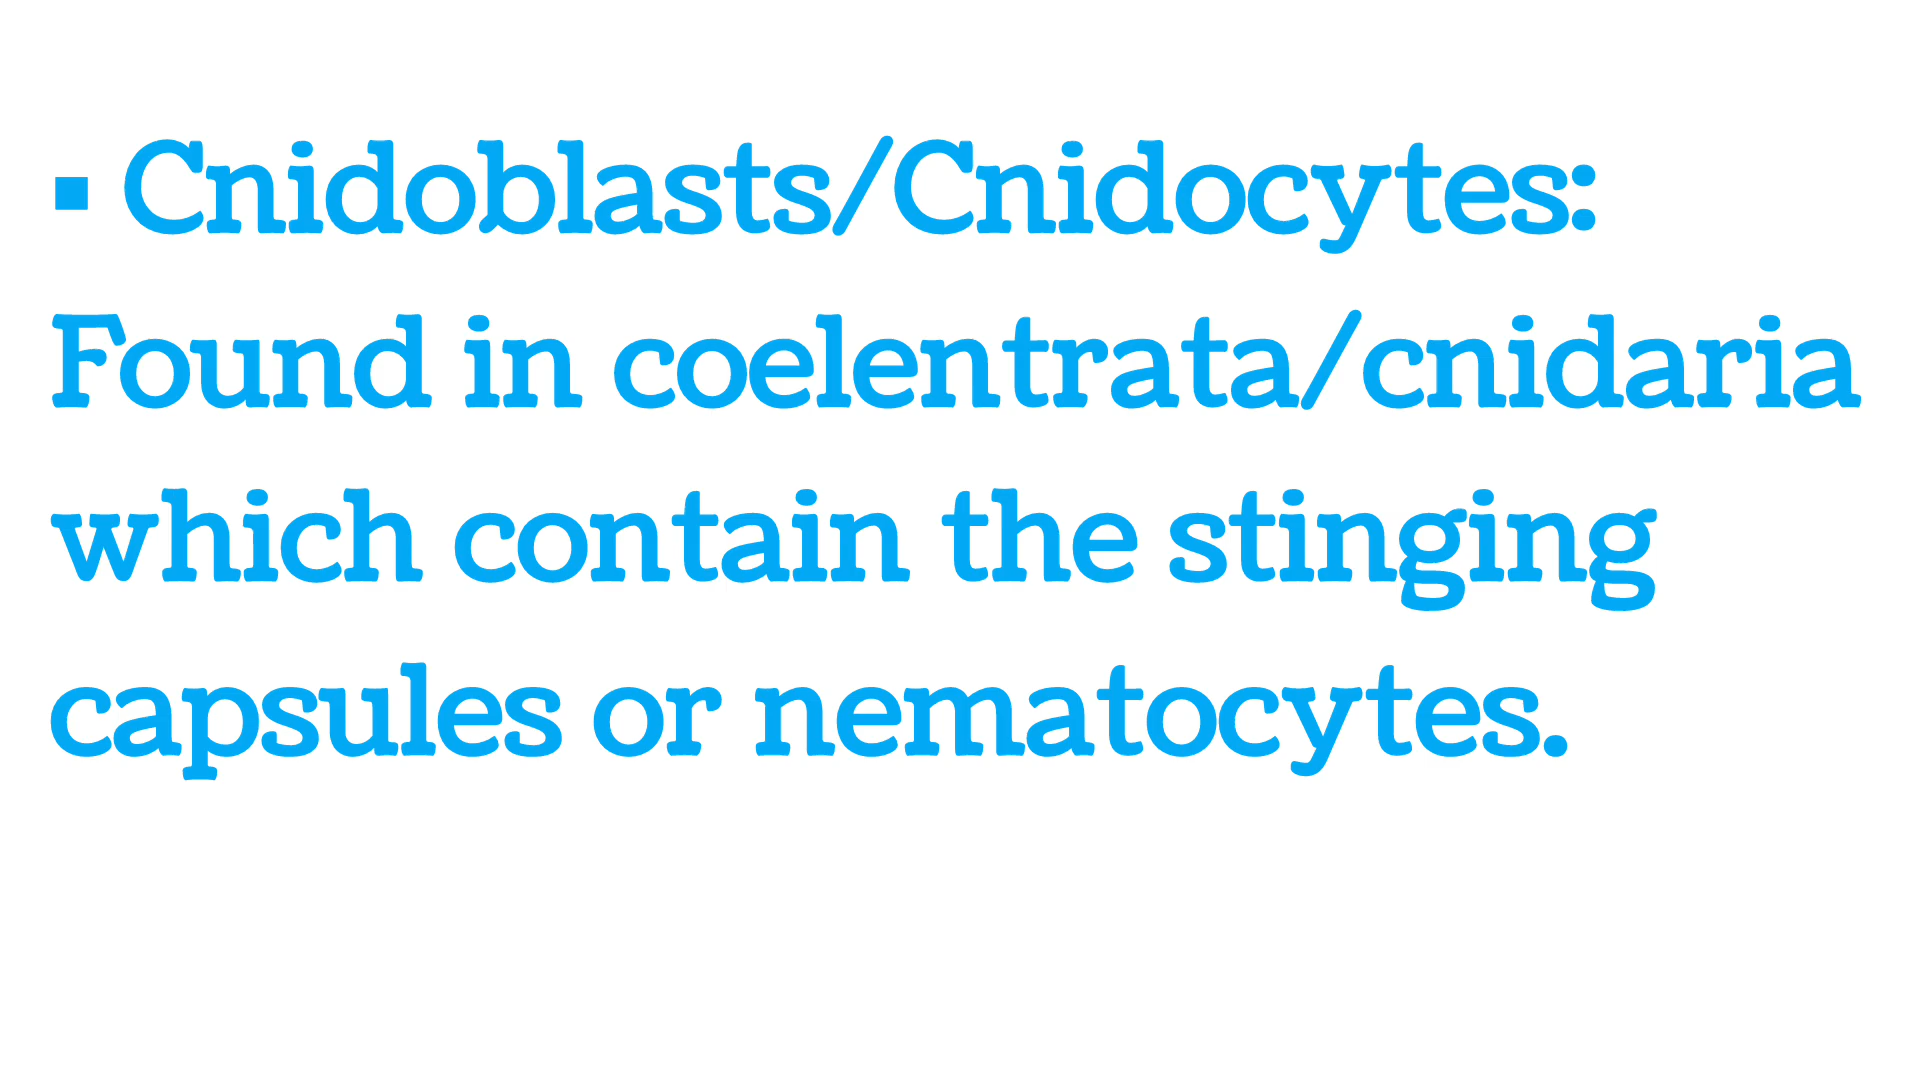 ▪ Cnidoblasts/Cnidocytes:
Found in coelentrata/cnidaria
which contain the stinging
capsules or nematocytes.